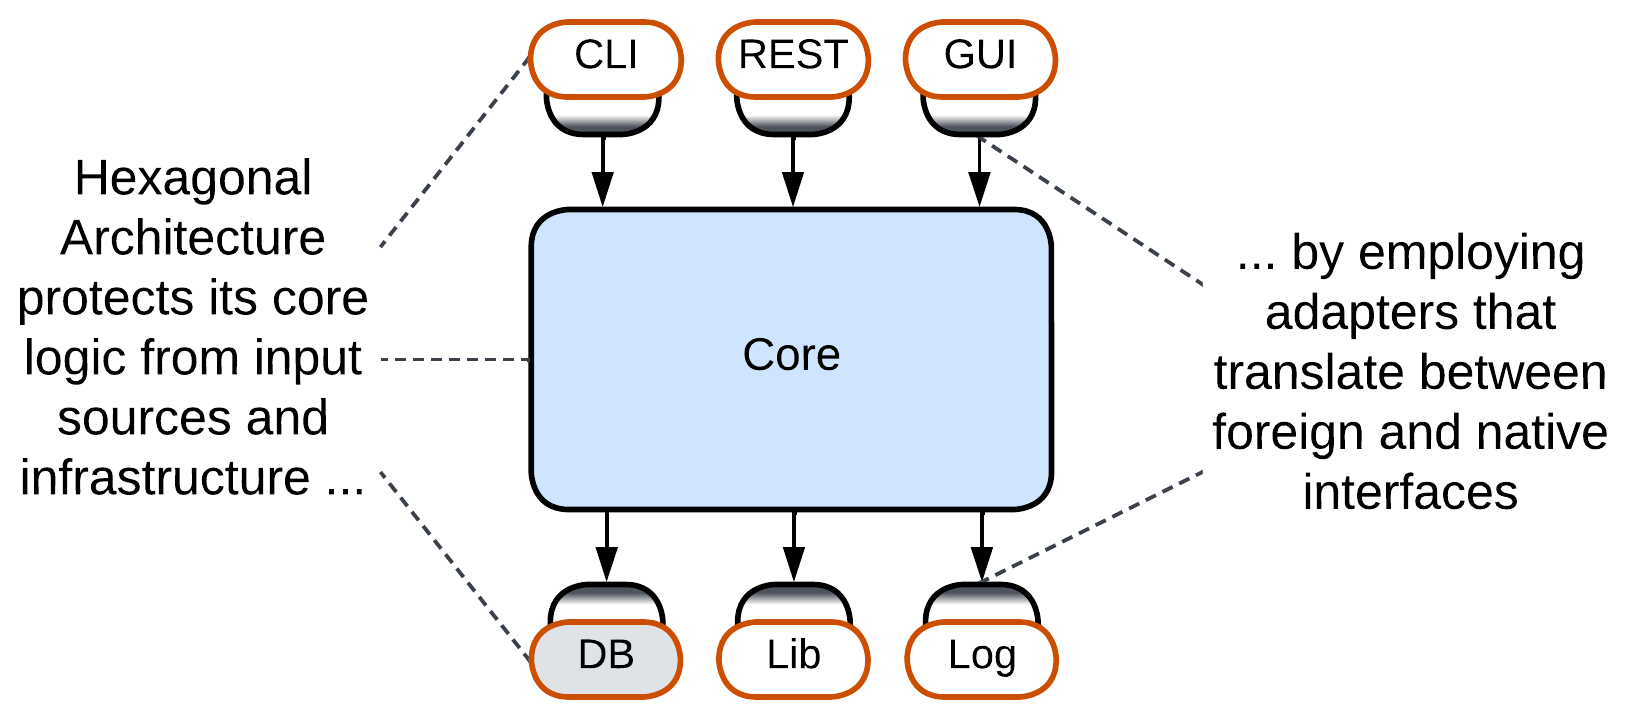 CLI
REST
GUI
Hexagonal
Architecture
protects its core
logic from input
sources and
infrastructure ...
Core
... by employing
adapters that
translate between
foreign and native
interfaces
DB
Lib
Log